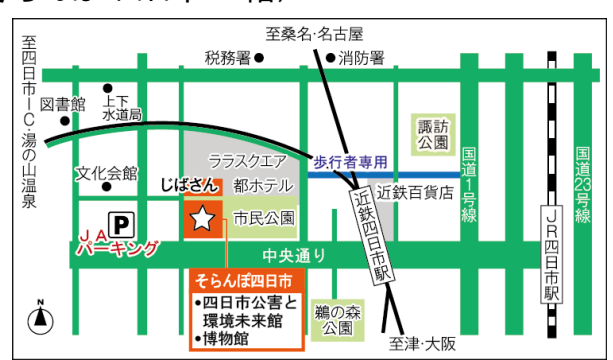 至桑名・名古屋
税務署
消防署
至四日市IC・湯の山温泉
図書館
上下
水道局
諏訪
公園
国道1号線
国道23号線
ララスクエア
歩行者専用
文化会館
じばさん
都ホテル
近鉄百貨店
近鉄四日市駅
JR四日市駅
市民公園
P
JA
パーキング
中央通り
そらんぽ四日市
•四日市公害と
環境未来館
•博物館
鵜の森
公園
N
至津・大阪